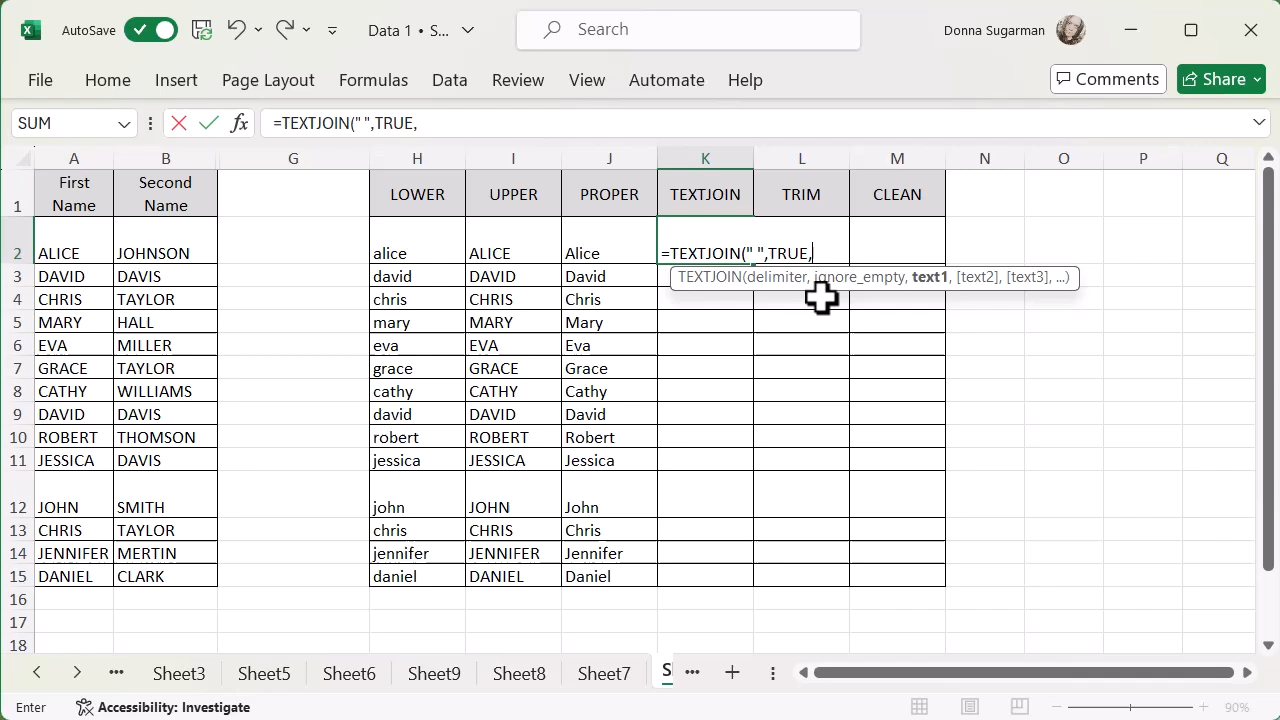 AutoSave
Data 1 • S...
Search
Donna Sugarman
File Home Insert Page Layout Formulas Data Review View Automate Help
Comments
Share
SUM
fx
=TEXTJOIN(" ",TRUE,
A B G H I J K L M N O P Q
1 First Name Second Name LOWER UPPER PROPER TEXTJOIN TRIM CLEAN
2 ALICE JOHNSON alice ALICE Alice =TEXTJOIN(" ",TRUE,
TEXTJOIN(delimiter, ignore_empty, text1, [text2], [text3], ...)
3 DAVID DAVIS david DAVID David
4 CHRIS TAYLOR chris CHRIS Chris
5 MARY HALL mary MARY Mary
6 EVA MILLER eva EVA Eva
7 GRACE TAYLOR grace GRACE Grace
8 CATHY WILLIAMS cathy CATHY Cathy
9 DAVID DAVIS david DAVID David
10 ROBERT THOMSON robert ROBERT Robert
11 JESSICA DAVIS jessica JESSICA Jessica
12 JOHN SMITH john JOHN John
13 CHRIS TAYLOR chris CHRIS Chris
14 JENNIFER MERTIN jennifer JENNIFER Jennifer
15 DANIEL CLARK daniel DANIEL Daniel
16
17
18
... Sheet3 Sheet5 Sheet6 Sheet9 Sheet8 Sheet7 ...
Enter
Accessibility: Investigate
90%